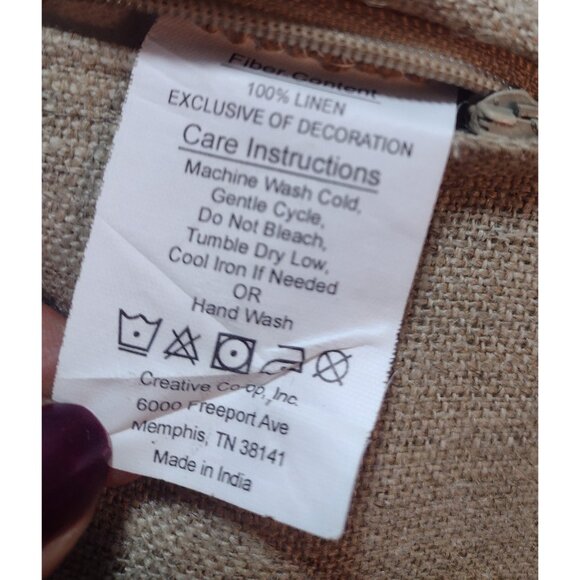 Fiber Content
100% LINEN
EXCLUSIVE OF DECORATION
Care Instructions
Machine Wash Cold,
Gentle Cycle,
Do Not Bleach,
Tumble Dry Low,
Cool Iron If Needed
OR
Hand Wash
Creative Co-op, Inc.
6000 Freeport Ave
Memphis, TN 38141
Made in India